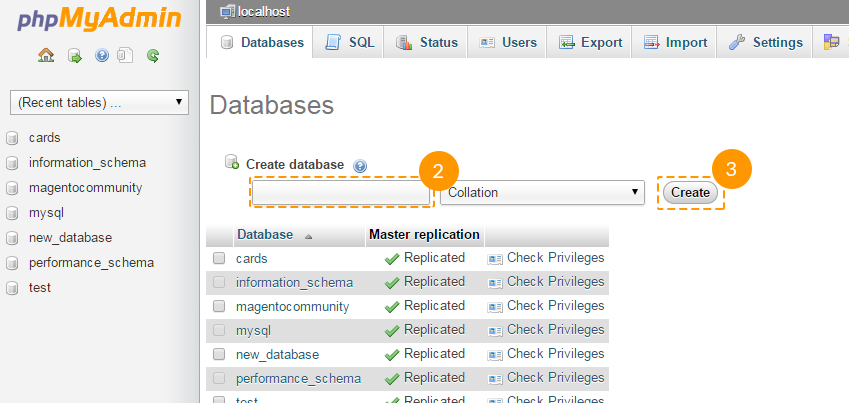 phpMyAdmin
(Recent tables) ...
cards
information_schema
magentocommunity
mysql
new_database
performance_schema
test
localhost
Databases
SQL
Status
Users
Export
Import
Settings
Databases
Create database
2
Collation
Create
3
Database Master replication
cards Replicated Check Privileges
information_schema Replicated Check Privileges
magentocommunity Replicated Check Privileges
mysql Replicated Check Privileges
new_database Replicated Check Privileges
performance_schema Replicated Check Privileges
test Replicated Check Privileges